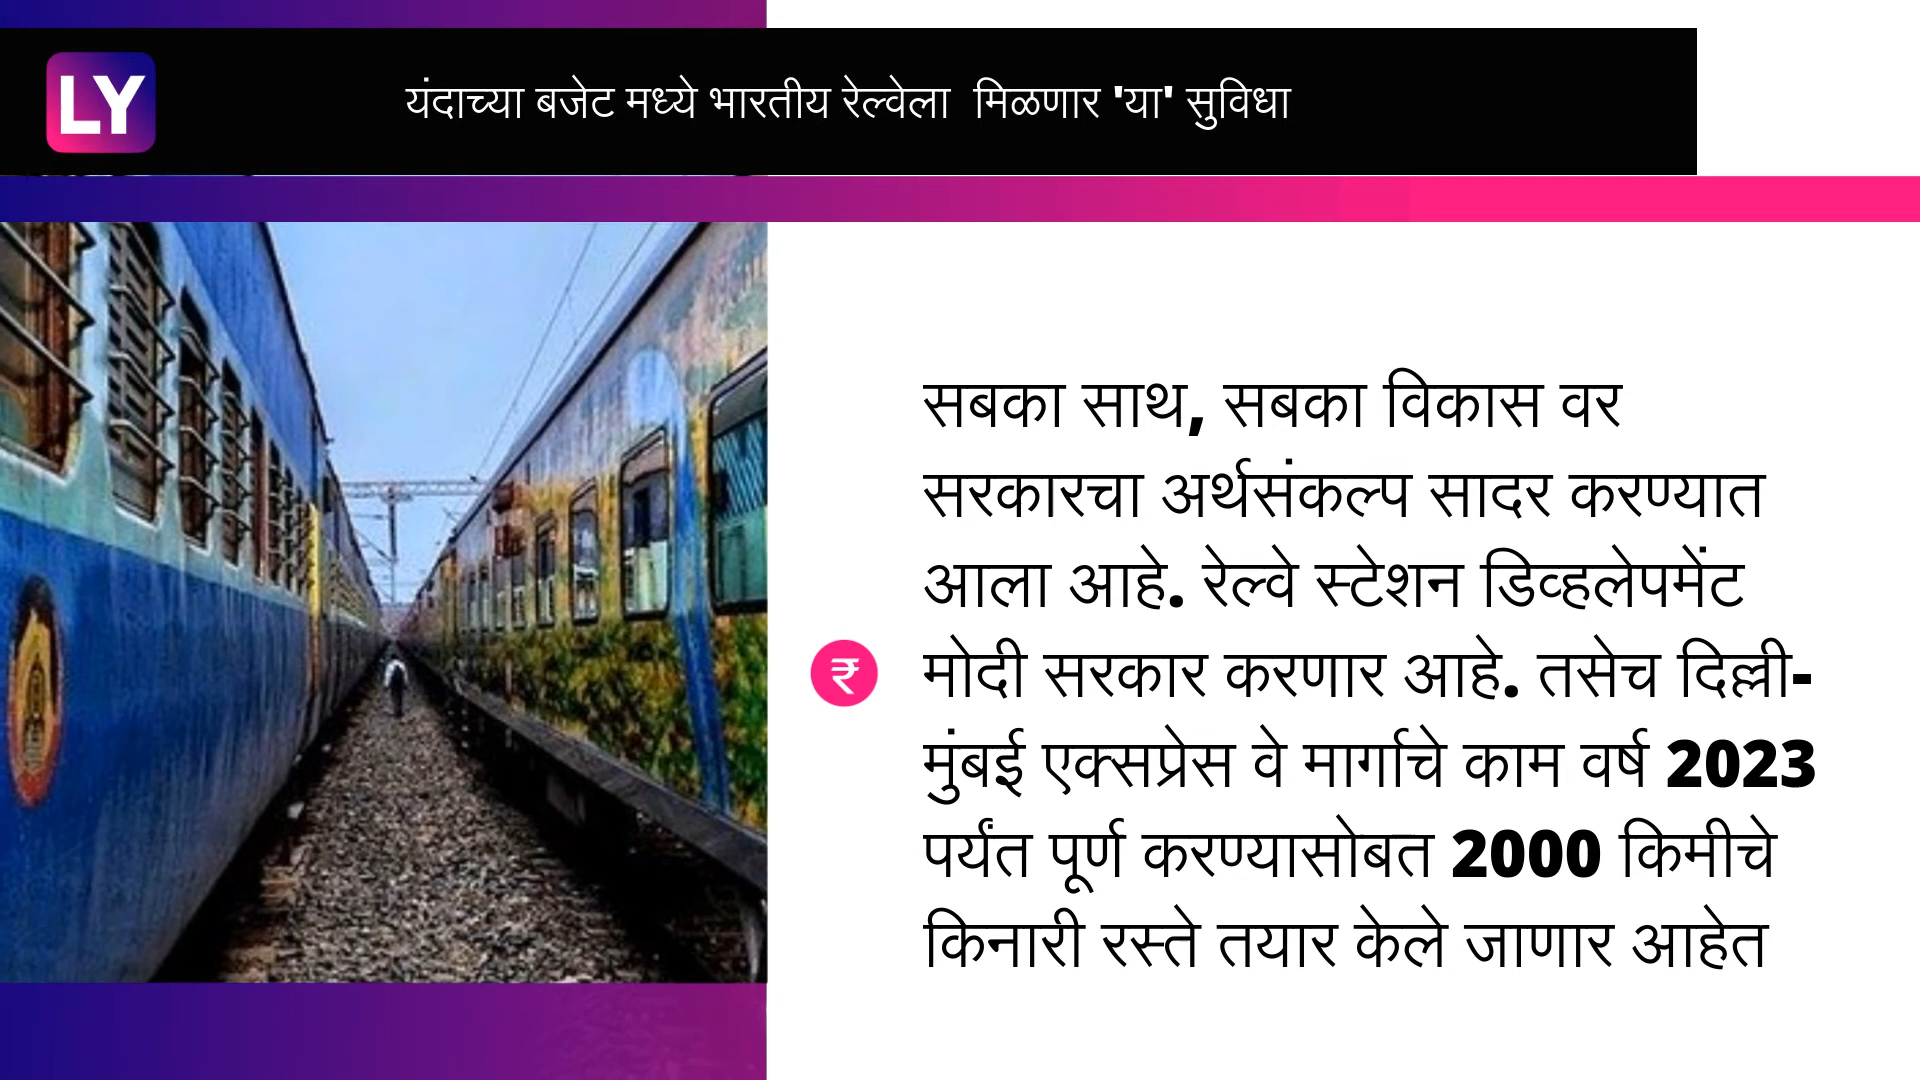 LY
यंदाच्या बजेट मध्ये भारतीय रेल्वेला मिळणार 'या' सुविधा
सबका साथ, सबका विकास वर
सरकारचा अर्थसंकल्प सादर करण्यात
आला आहे. रेल्वे स्टेशन डिव्हलेपमेंट
₹ मोदी सरकार करणार आहे. तसेच दिल्ली-
मुंबई एक्सप्रेस वे मार्गाचे काम वर्ष 2023
पर्यंत पूर्ण करण्यासोबत 2000 किमीचे
किनारी रस्ते तयार केले जाणार आहेत